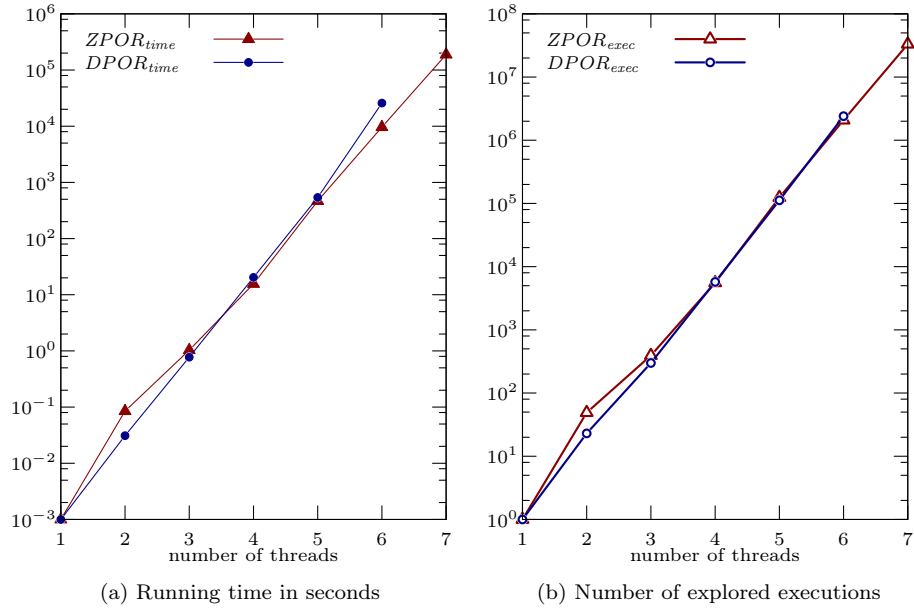 10^6
10^5
10^4
10^3
10^2
10^1
10^0
10^-1
10^-2
10^-3
ZPOR_time
DPOR_time
1 2 3 4 5 6 7
number of threads
(a) Running time in seconds
10^8
10^7
10^6
10^5
10^4
10^3
10^2
10^1
10^0
ZPOR_exec
DPOR_exec
1 2 3 4 5 6 7
number of threads
(b) Number of explored executions